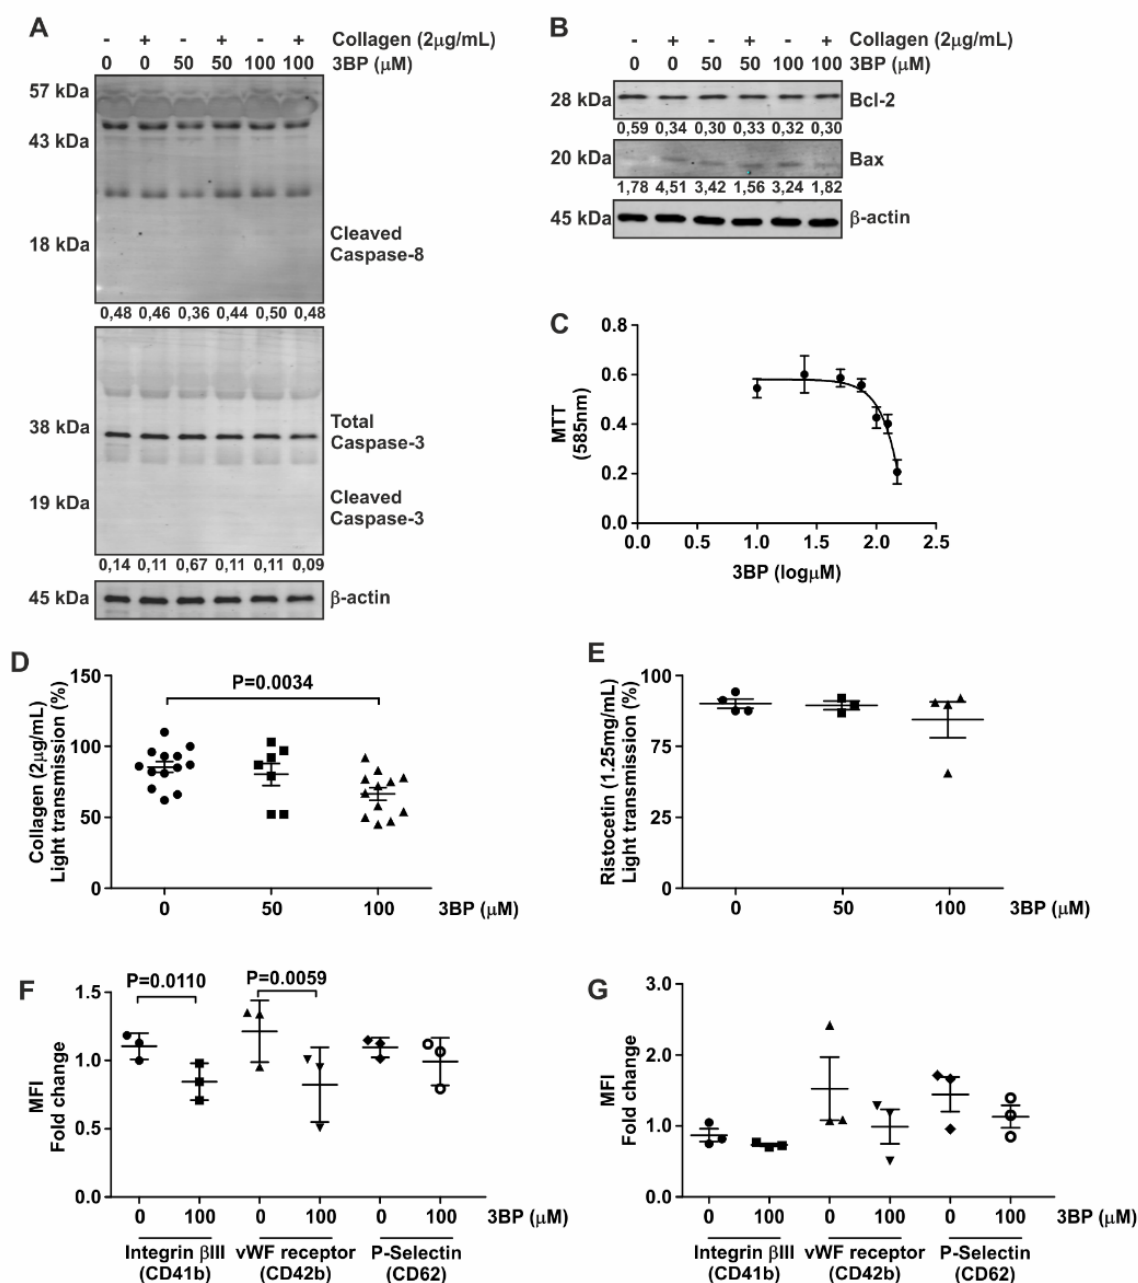 A
- + - + - + Collagen (2μg/mL)
0 0 50 50 100 100 3BP (μM)
57 kDa
43 kDa
18 kDa
Cleaved
Caspase-8
0,48 0,46 0,36 0,44 0,50 0,48
38 kDa
Total
Caspase-3
19 kDa
Cleaved
Caspase-3
0,14 0,11 0,67 0,11 0,11 0,09
45 kDa β-actin
B
- + - + - + Collagen (2μg/mL)
0 0 50 50 100 100 3BP (μM)
28 kDa Bcl-2
0,59 0,34 0,30 0,33 0,32 0,30
20 kDa Bax
1,78 4,51 3,42 1,56 3,24 1,82
45 kDa β-actin
C
MTT
(585nm)
0.8
0.6
0.4
0.2
0.0
0.0 0.5 1.0 1.5 2.0 2.5
3BP (logμM)
D
Collagen (2μg/mL)
Light transmission (%)
150
100
50
0
P=0.0034
0 50 100 3BP (μM)
E
Ristocetin (1.25mg/mL)
Light transmission (%)
100
75
25
0
0 50 100 3BP (μM)
F
MFI
Fold change
1.5
1.0
0.5
0.0
P=0.0110 P=0.0059
0 100 0 100 0 100 3BP (μM)
Integrin βIII vWF receptor P-Selectin
(CD41b) (CD42b) (CD62)
G
MFI
Fold change
3.0
2.0
1.0
0.0
0 100 0 100 0 100 3BP (μM)
Integrin βIII vWF receptor P-Selectin
(CD41b) (CD42b) (CD62)